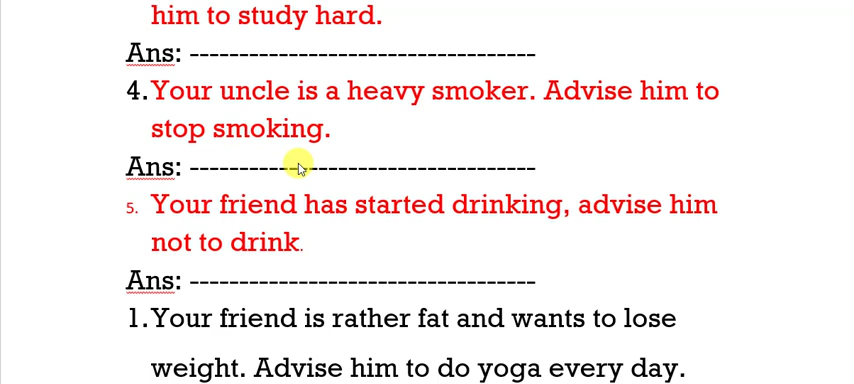 him to study hard.
Ans: -----------------------------------
4. Your uncle is a heavy smoker. Advise him to
stop smoking.
Ans: -----------------------------------
5. Your friend has started drinking, advise him
not to drink.
Ans: -----------------------------------
1. Your friend is rather fat and wants to lose
weight. Advise him to do yoga every day.